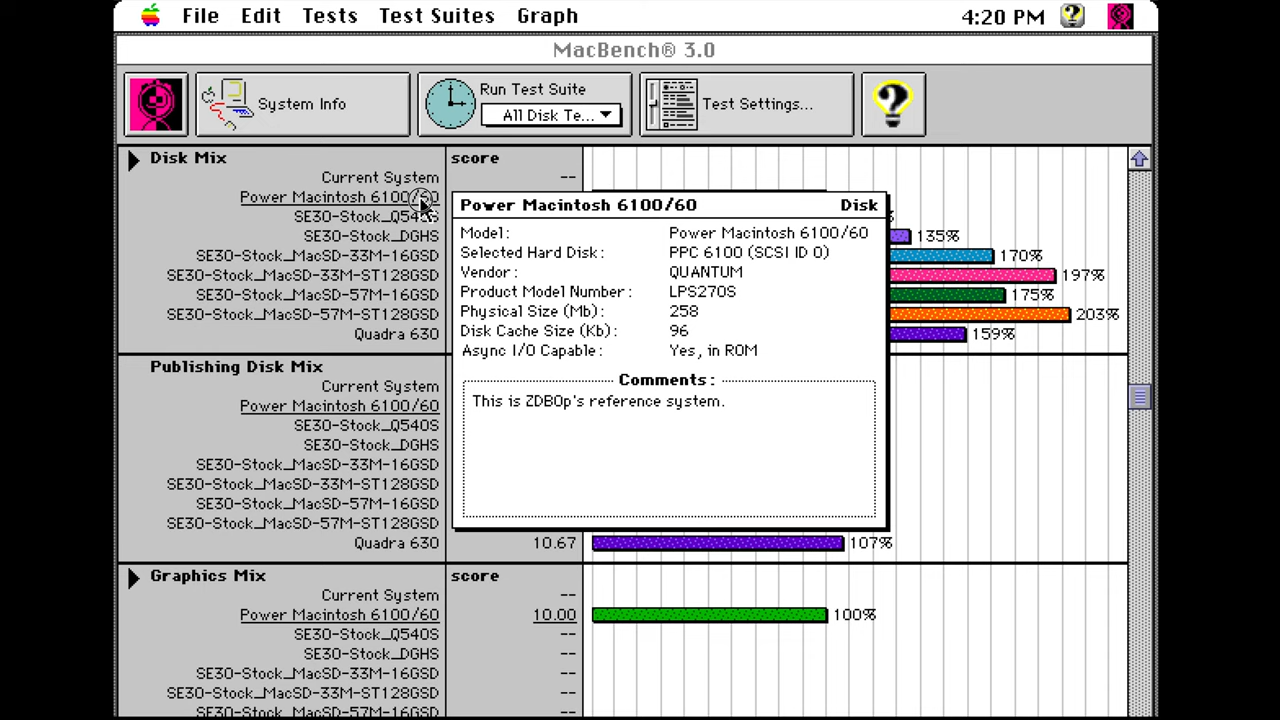 File Edit Tests Test Suites Graph 4:20 PM
MacBench® 3.0
System Info
Run Test Suite
All Disk Te...
Test Settings...
Disk Mix score
Current System --
Power Macintosh 6100/60
SE30-Stock_Q540S
SE30-Stock_DGHS 135%
SE30-Stock_MacSD-33M-16GSD 170%
SE30-Stock_MacSD-33M-ST128GSD 197%
SE30-Stock_MacSD-57M-16GSD 175%
SE30-Stock_MacSD-57M-ST128GSD 203%
Quadra 630 159%
Power Macintosh 6100/60 Disk
Model: Power Macintosh 6100/60
Selected Hard Disk: PPC 6100 (SCSI ID 0)
Vendor: QUANTUM
Product Model Number: LPS270S
Physical Size (Mb): 258
Disk Cache Size (Kb): 96
Async I/O Capable: Yes, in ROM
Comments:
This is ZDBOp's reference system.
Publishing Disk Mix
Current System
Power Macintosh 6100/60
SE30-Stock_Q540S
SE30-Stock_DGHS
SE30-Stock_MacSD-33M-16GSD
SE30-Stock_MacSD-33M-ST128GSD
SE30-Stock_MacSD-57M-16GSD
SE30-Stock_MacSD-57M-ST128GSD
Quadra 630 10.67 107%
Graphics Mix score
Current System --
Power Macintosh 6100/60 10.00 100%
SE30-Stock_Q540S --
SE30-Stock_DGHS --
SE30-Stock_MacSD-33M-16GSD --
SE30-Stock_MacSD-33M-ST128GSD --
SE30-Stock_MacSD-57M-16GSD --